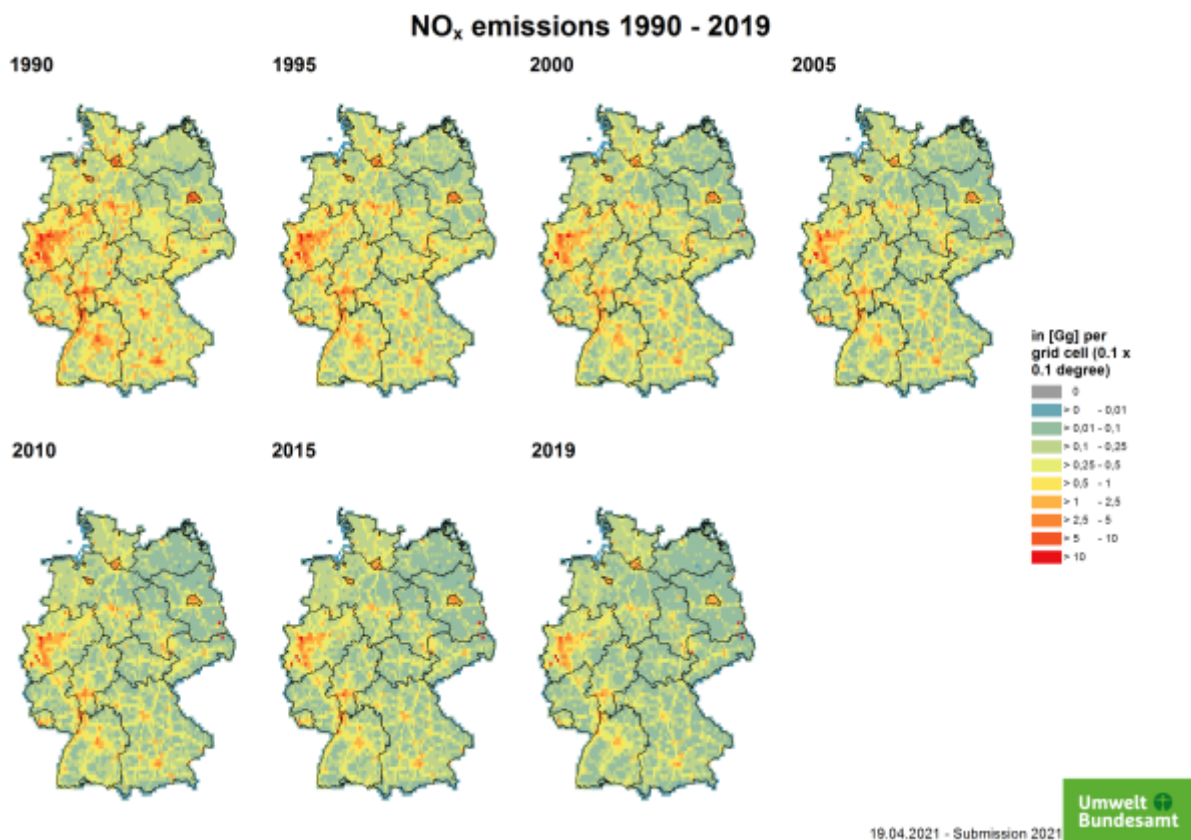 NOx emissions 1990 - 2019
1990
1995
2000
2005
in [Gg] per
grid cell (0.1 x
0.1 degree)
0
> 0 - 0,01
> 0,01 - 0,1
> 0,1 - 0,25
> 0,25 - 0,5
> 0,5 - 1
> 1 - 2,5
> 2,5 - 5
> 5 - 10
> 10
2010
2015
2019
Umwelt
Bundesamt
19.04.2021 - Submission 2021